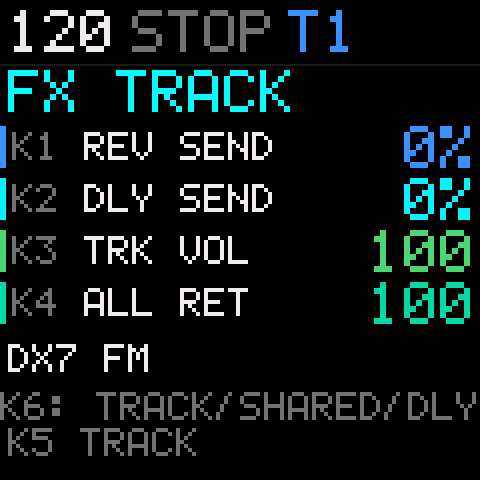 120 STOP T1
FX TRACK
K1 REV SEND 0%
K2 DLY SEND 0%
K3 TRK VOL 100
K4 ALL RET 100
DX7 FM
K6: TRACK/SHARED/DLY
K5 TRACK